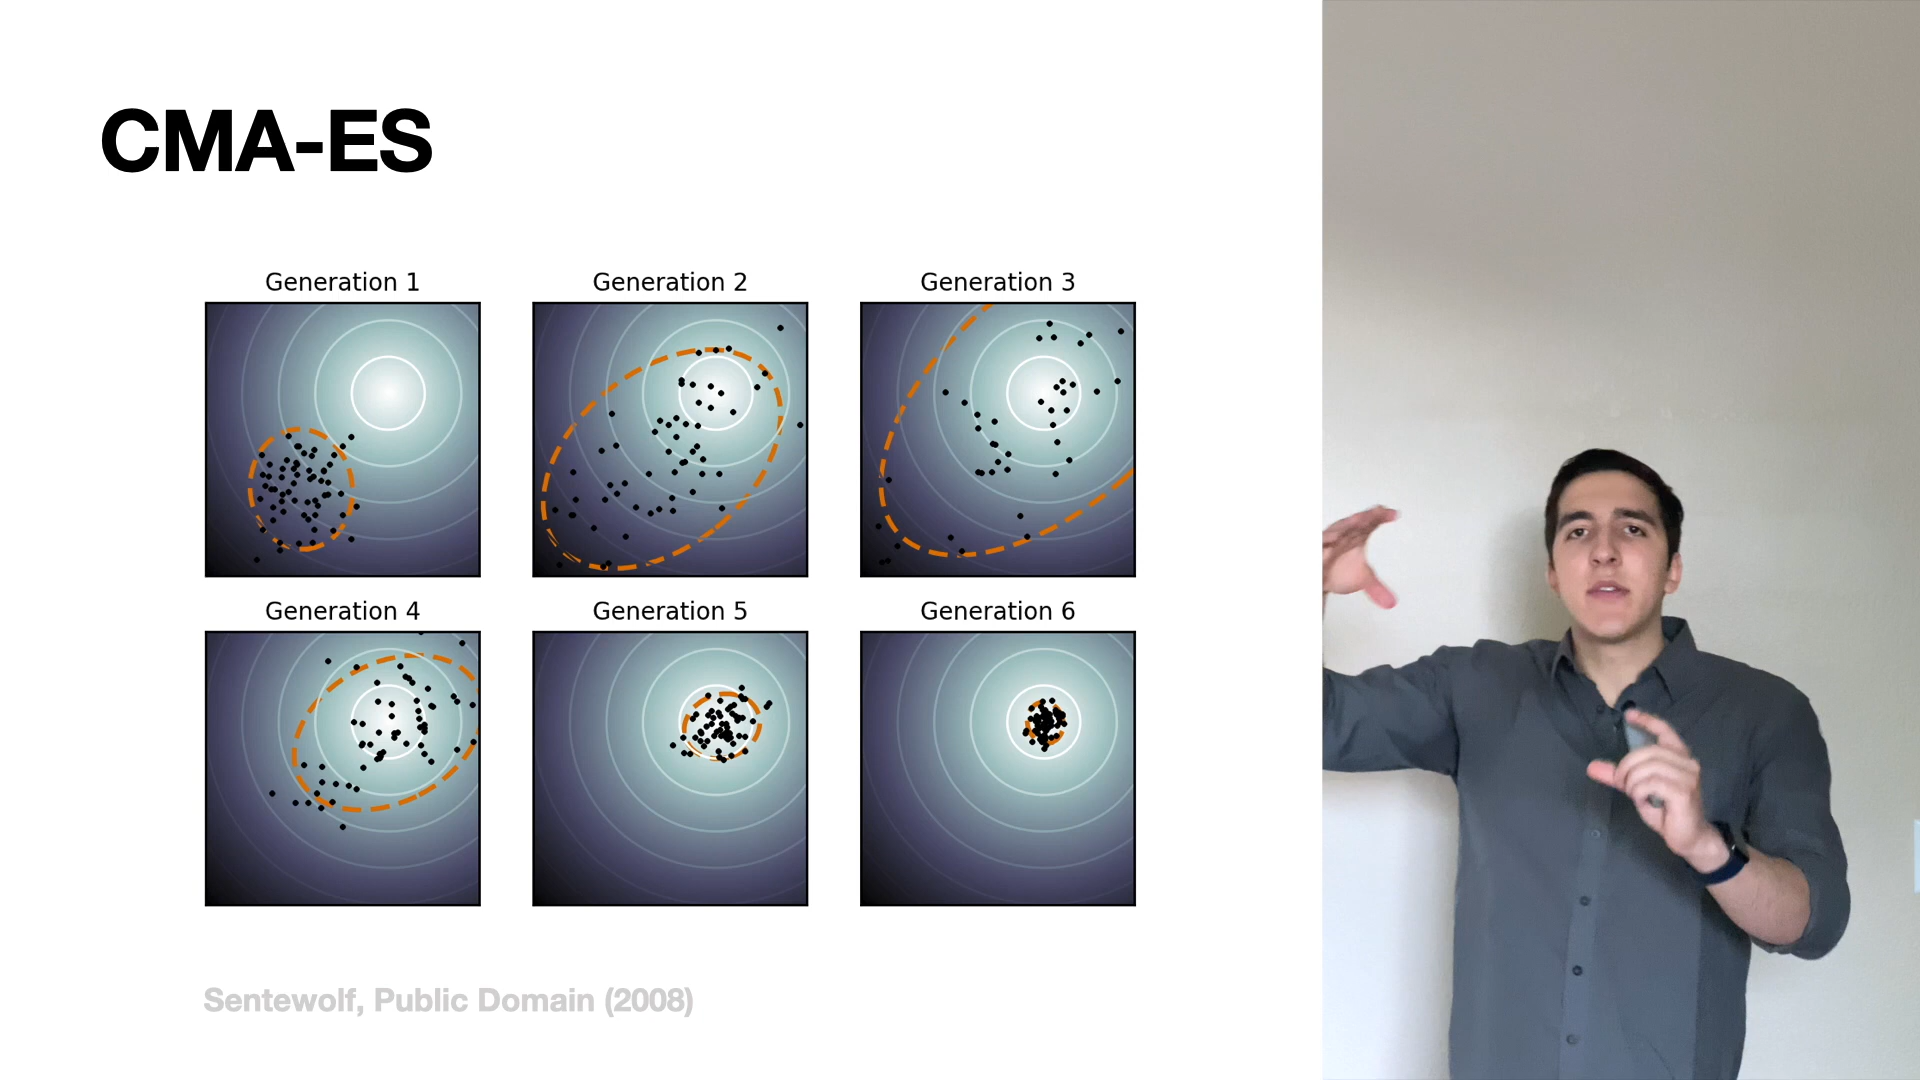 CMA-ES
Generation 1
Generation 2
Generation 3
Generation 4
Generation 5
Generation 6
Sentewolf, Public Domain (2008)